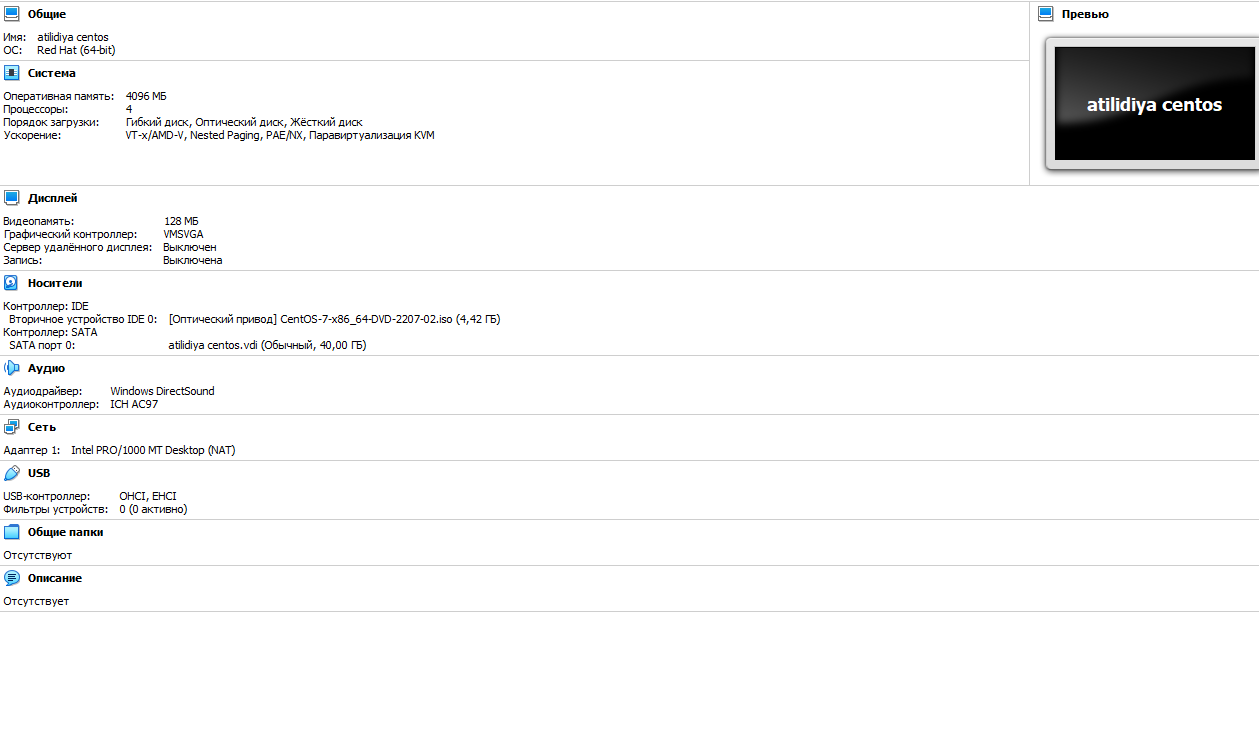 Общие
Имя: atilidiya centos
ОС: Red Hat (64-bit)
Система
Оперативная память: 4096 МБ
Процессоры: 4
Порядок загрузки: Гибкий диск, Оптический диск, Жёсткий диск
Ускорение: VT-x/AMD-V, Nested Paging, PAE/NX, Паравиртуализация KVM
Превью
atilidiya centos
Дисплей
Видеопамять: 128 МБ
Графический контроллер: VMSVGA
Сервер удалённого дисплея: Выключен
Запись: Выключена
Носители
Контроллер: IDE
Вторичное устройство IDE 0: [Оптический привод] CentOS-7-x86_64-DVD-2207-02.iso (4,42 ГБ)
Контроллер: SATA
SATA порт 0: atilidiya centos.vdi (Обычный, 40,00 ГБ)
Аудио
Аудиодрайвер: Windows DirectSound
Аудиоконтроллер: ICH AC97
Сеть
Адаптер 1: Intel PRO/1000 MT Desktop (NAT)
USB
USB-контроллер: OHCI, EHCI
Фильтры устройств: 0 (0 активно)
Общие папки
Отсутствуют
Описание
Отсутствует